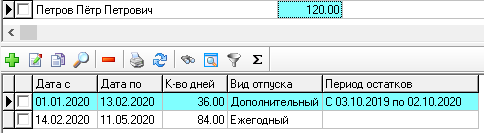 Петров Пётр Петрович 120.00
Σ
Дата с Дата по К-во дней Вид отпуска Период остатков
01.01.2020 13.02.2020 36.00 Дополнительный С 03.10.2019 по 02.10.2020
14.02.2020 11.05.2020 84.00 Ежегодный